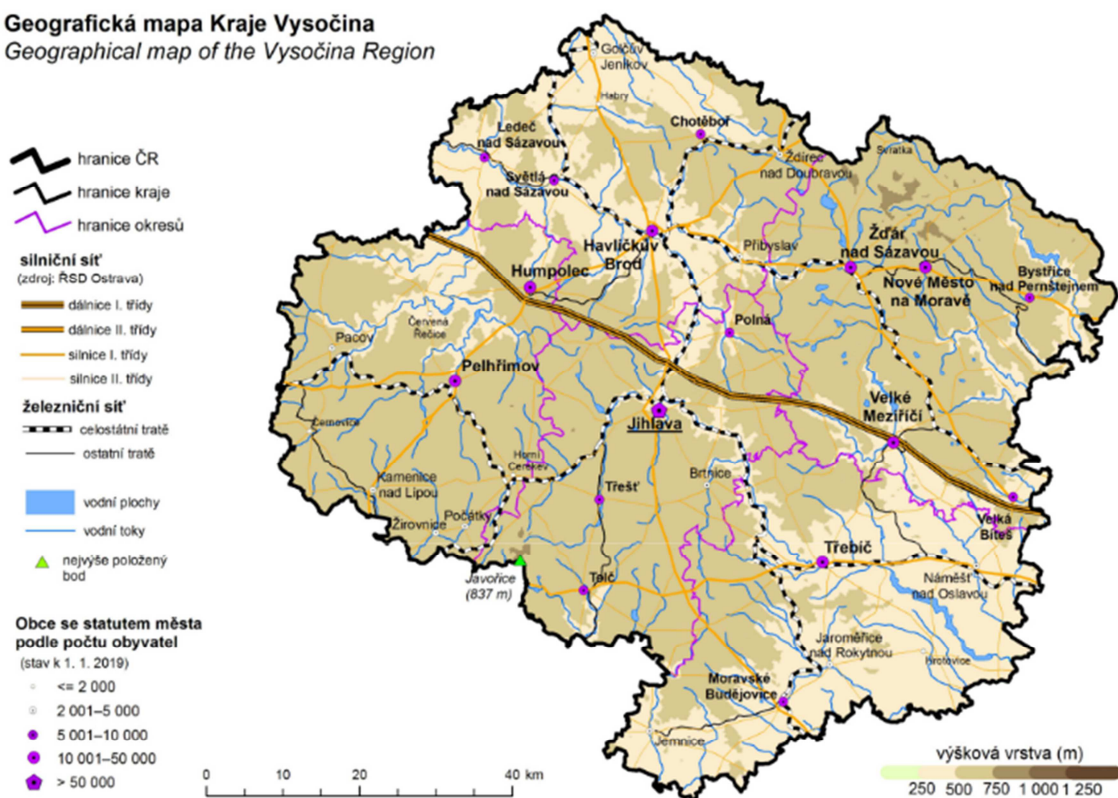 Geografická mapa Kraje Vysočina
Geographical map of the Vysočina Region
hranice ČR
hranice kraje
hranice okresů
silniční síť
(zdroj: ŘSD Ostrava)
dálnice I. třídy
dálnice II. třídy
silnice I. třídy
silnice II. třídy
železniční síť
celostátní tratě
ostatní tratě
vodní plochy
vodní toky
nejvýše položený
bod
Obce se statutem města
podle počtu obyvatel
(stav k 1. 1. 2019)
<= 2 000
2 001–5 000
5 001–10 000
10 001–50 000
> 50 000
Golčův
Jeníkov
Habry
Chotěboř
Ledeč
nad Sázavou
Světlá
nad Sázavou
Ždírec
nad Doubravou
Svratka
Havlíčkův
Brod
Přibyslav
Žďár
nad Sázavou
Nové Město
na Moravě
Bystřice
nad Pernštejnem
Humpolec
Polná
Červená
Řečice
Pacov
Pelhřimov
Velké
Meziříčí
Jihlava
Černovice
Horní
Cerekev
Brtnice
Kamenice
nad Lipou
Třešť
Velká
Bíteš
Počátky
Žirovnice
Třebíč
Javořice
(837 m)
Telč
Náměšť
nad Oslavou
Jaroměřice
nad Rokytnou
Hrotovice
Moravské
Budějovice
Jemnice
0 10 20 40 km
výšková vrstva (m)
250 500 750 1 000 1 250